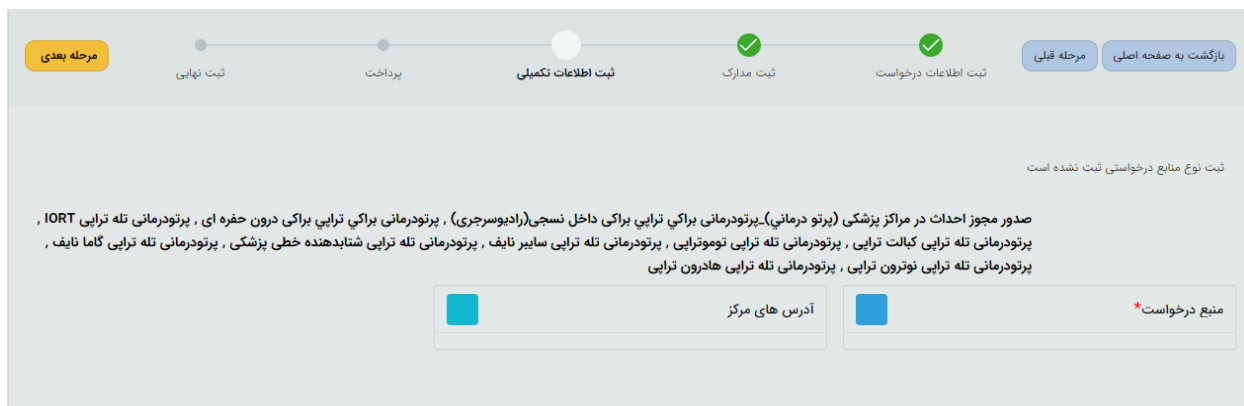 بازگشت به صفحه اصلی
مرحله قبلی
ثبت اطلاعات درخواست
ثبت مدارک
ثبت اطلاعات تکمیلی
پرداخت
ثبت نهایی
مرحله بعدی
ثبت نوع منابع درخواستی ثبت نشده است
صدور مجوز احداث در مراکز پزشکی (پرتو درماني)_پرتودرمانی براکي تراپي براکی داخل نسجی(رادیوسرجری) , پرتودرمانی براکي تراپي براکی درون حفره ای , پرتودرمانی تله تراپی IORT ,
پرتودرمانی تله تراپی کبالت تراپی , پرتودرمانی تله تراپی توموتراپی , پرتودرمانی تله تراپی سایبر نایف , پرتودرمانی تله تراپی شتابدهنده خطی پزشکی , پرتودرمانی تله تراپی گاما نایف ,
پرتودرمانی تله تراپی نوترون تراپی , پرتودرمانی تله تراپی هادرون تراپی
منبع درخواست*
آدرس های مرکز